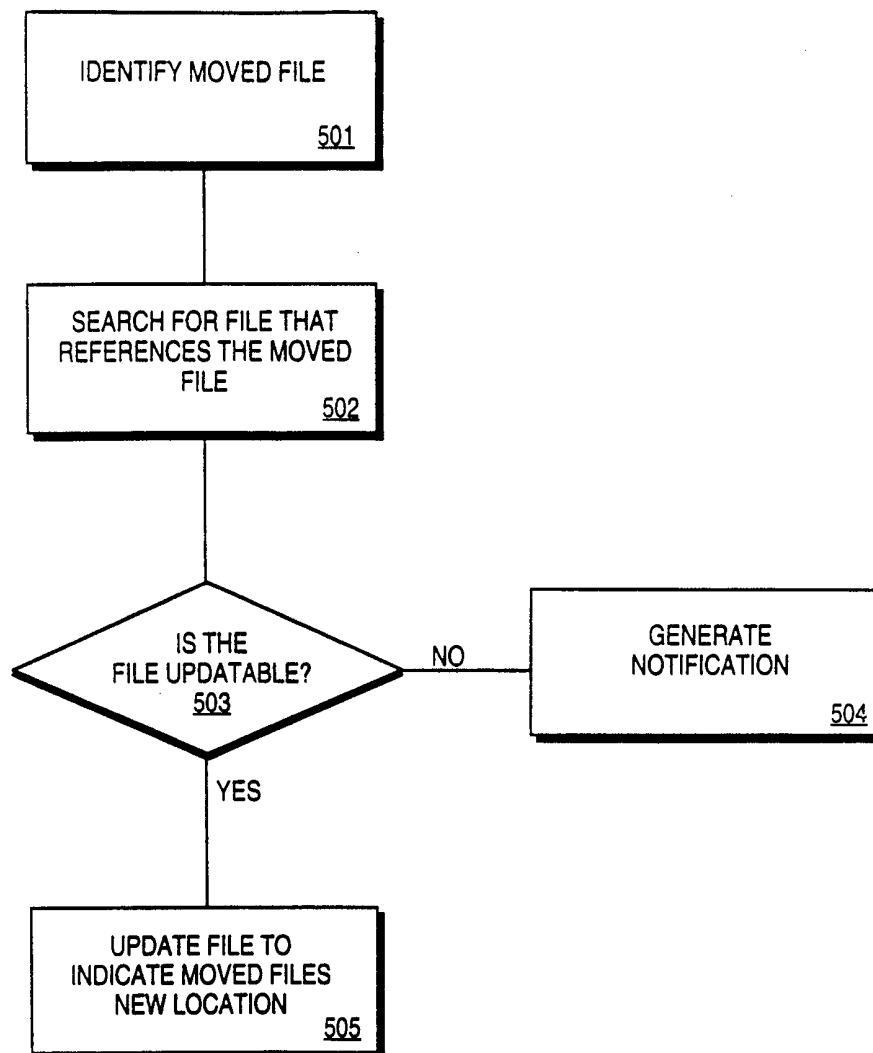 IDENTIFY MOVED FILE
501
SEARCH FOR FILE THAT
REFERENCES THE MOVED
FILE
502
IS THE
FILE UPDATABLE?
503
NO
GENERATE
NOTIFICATION
504
YES
UPDATE FILE TO
INDICATE MOVED FILES
NEW LOCATION
505